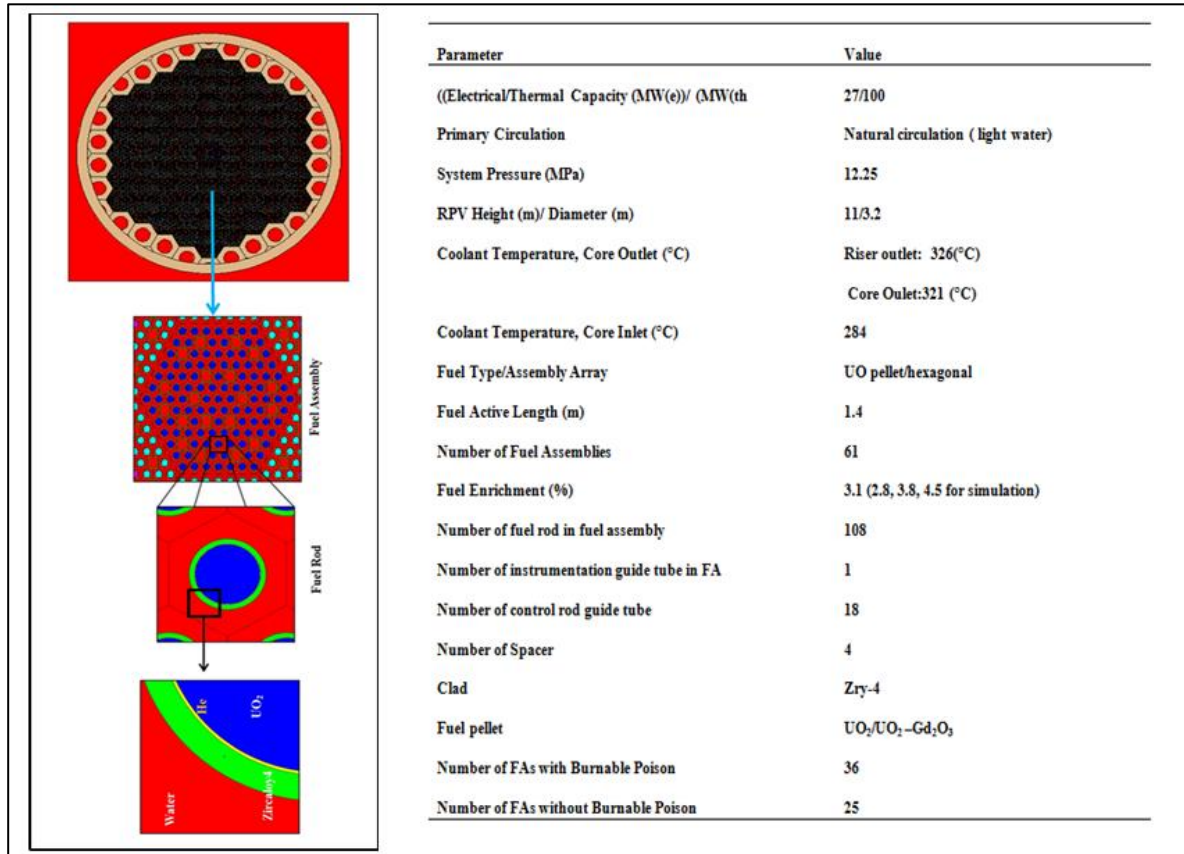 Fuel Assembly
Fuel Rod
He
UO₂
Water
Zircaloy4
Parameter Value
((Electrical/Thermal Capacity (MW(e))/ (MW(th 27/100
Primary Circulation Natural circulation ( light water)
System Pressure (MPa) 12.25
RPV Height (m)/ Diameter (m) 11/3.2
Coolant Temperature, Core Outlet (°C) Riser outlet: 326(°C)
Core Oulet:321 (°C)
Coolant Temperature, Core Inlet (°C) 284
Fuel Type/Assembly Array UO pellet/hexagonal
Fuel Active Length (m) 1.4
Number of Fuel Assemblies 61
Fuel Enrichment (%) 3.1 (2.8, 3.8, 4.5 for simulation)
Number of fuel rod in fuel assembly 108
Number of instrumentation guide tube in FA 1
Number of control rod guide tube 18
Number of Spacer 4
Clad Zry-4
Fuel pellet UO₂/UO₂ –Gd₂O₃
Number of FAs with Burnable Poison 36
Number of FAs without Burnable Poison 25